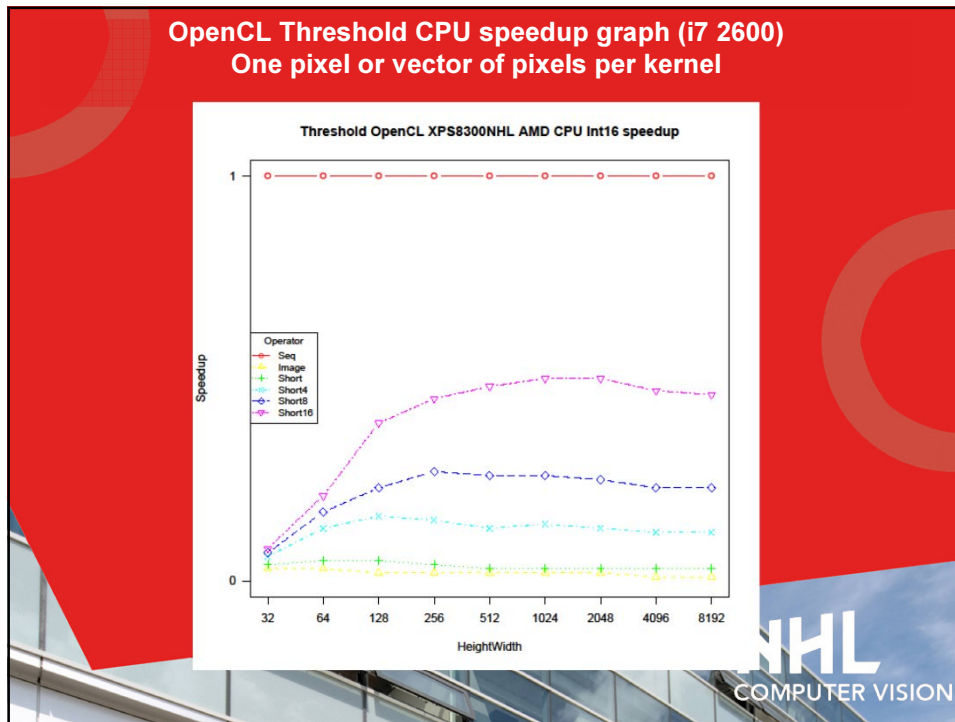 OpenCL Threshold CPU speedup graph (i7 2600)
One pixel or vector of pixels per kernel
Threshold OpenCL XPS8300NHL AMD CPU Int16 speedup
1
Speedup
Operator
Seq
Image
Short
Short4
Short8
Short16
0
32 64 128 256 512 1024 2048 4096 8192
HeightWidth
NHL
COMPUTER VISION